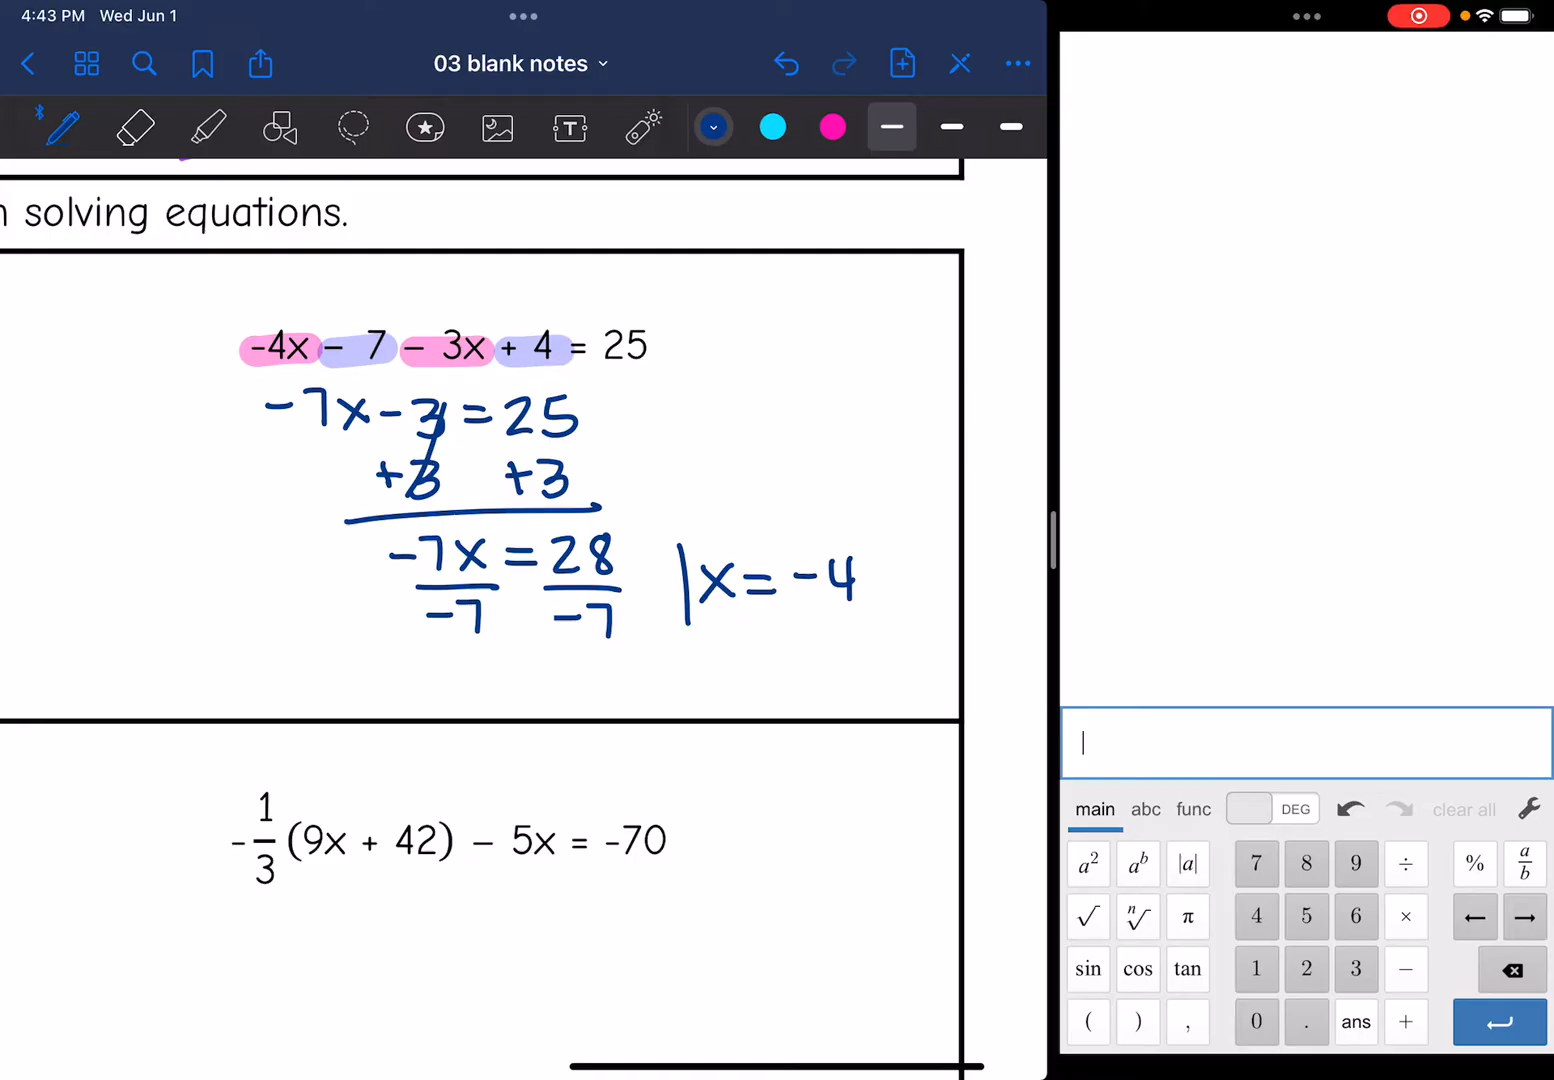 4:43 PM Wed Jun 1
03 blank notes
T
solving equations.
-4x - 7 - 3x + 4 = 25
-7x - 3 = 25
+3 +3
-7x = 28
-7 -7
x = -4
-1/3(9x + 42) - 5x = -70
main abc func DEG clear all
a² aᵇ |a| 7 8 9 ÷ % a/b
√ ⁿ√ π 4 5 6 × ← →
sin cos tan 1 2 3 −
( ) , 0 . ans +